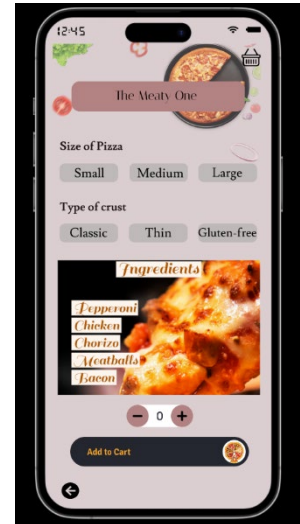 12:45
The Meaty One
Size of Pizza
Small Medium Large
Type of crust
Classic Thin Gluten-free
Ingredients
Pepperoni
Chicken
Chorizo
Meatballs
Bacon
− 0 +
Add to Cart